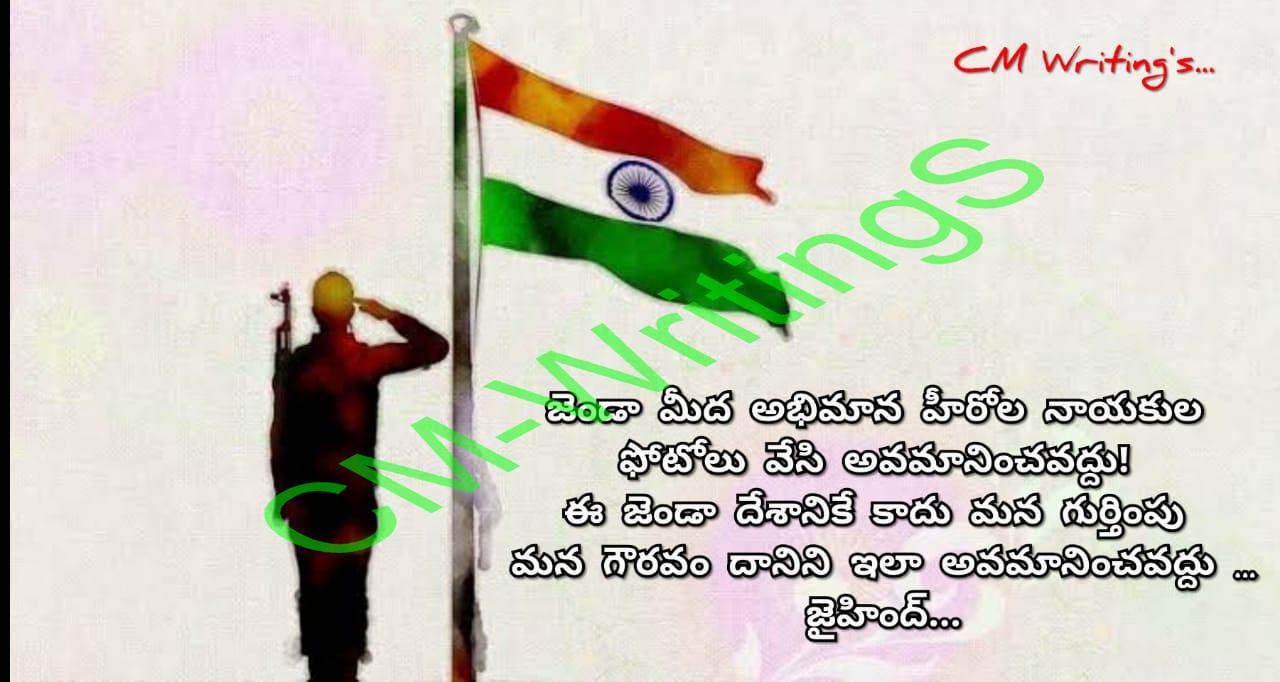 CM Writing's...
CM-WritingS
జెండా మీద అభిమాన హీరోల నాయకుల
ఫోటోలు వేసి అవమానించవద్దు!
ఈ జెండా దేశానికే కాదు మన గుర్తింపు
మన గౌరవం దానిని ఇలా అవమానించవద్దు ...
జైహింద్...